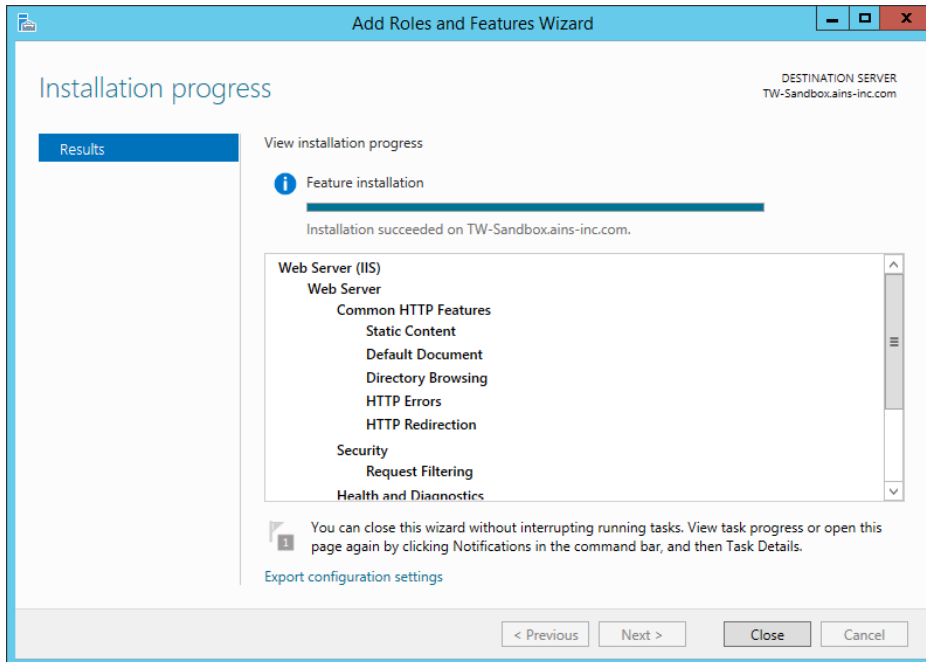 Add Roles and Features Wizard
Installation progress
DESTINATION SERVER
TW-Sandbox.ains-inc.com
Results
View installation progress
Feature installation
Installation succeeded on TW-Sandbox.ains-inc.com.
Web Server (IIS)
Web Server
Common HTTP Features
Static Content
Default Document
Directory Browsing
HTTP Errors
HTTP Redirection
Security
Request Filtering
Health and Diagnostics
1
You can close this wizard without interrupting running tasks. View task progress or open this
page again by clicking Notifications in the command bar, and then Task Details.
Export configuration settings
< Previous
Next >
Close
Cancel